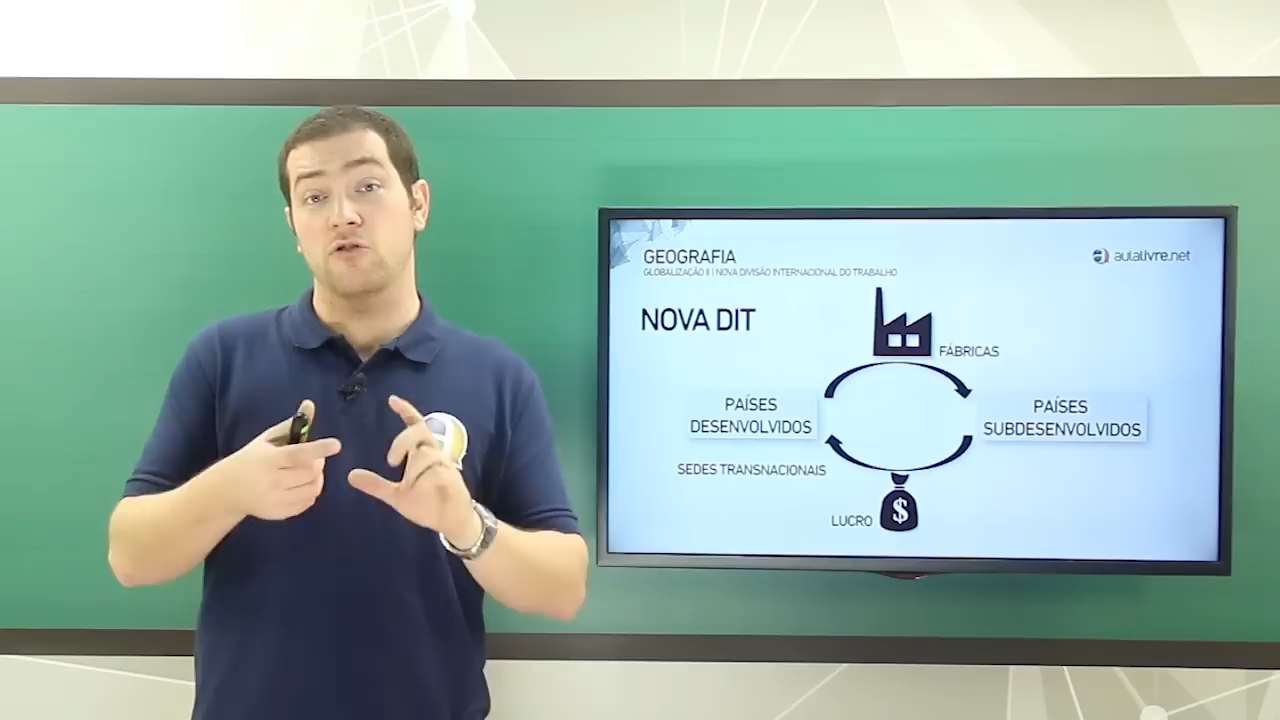 GEOGRAFIA
GLOBALIZAÇÃO II | NOVA DIVISÃO INTERNACIONAL DO TRABALHO
aulalivre.net
NOVA DIT
FÁBRICAS
PAÍSES
DESENVOLVIDOS
PAÍSES
SUBDESENVOLVIDOS
SEDES TRANSNACIONAIS
LUCRO
$